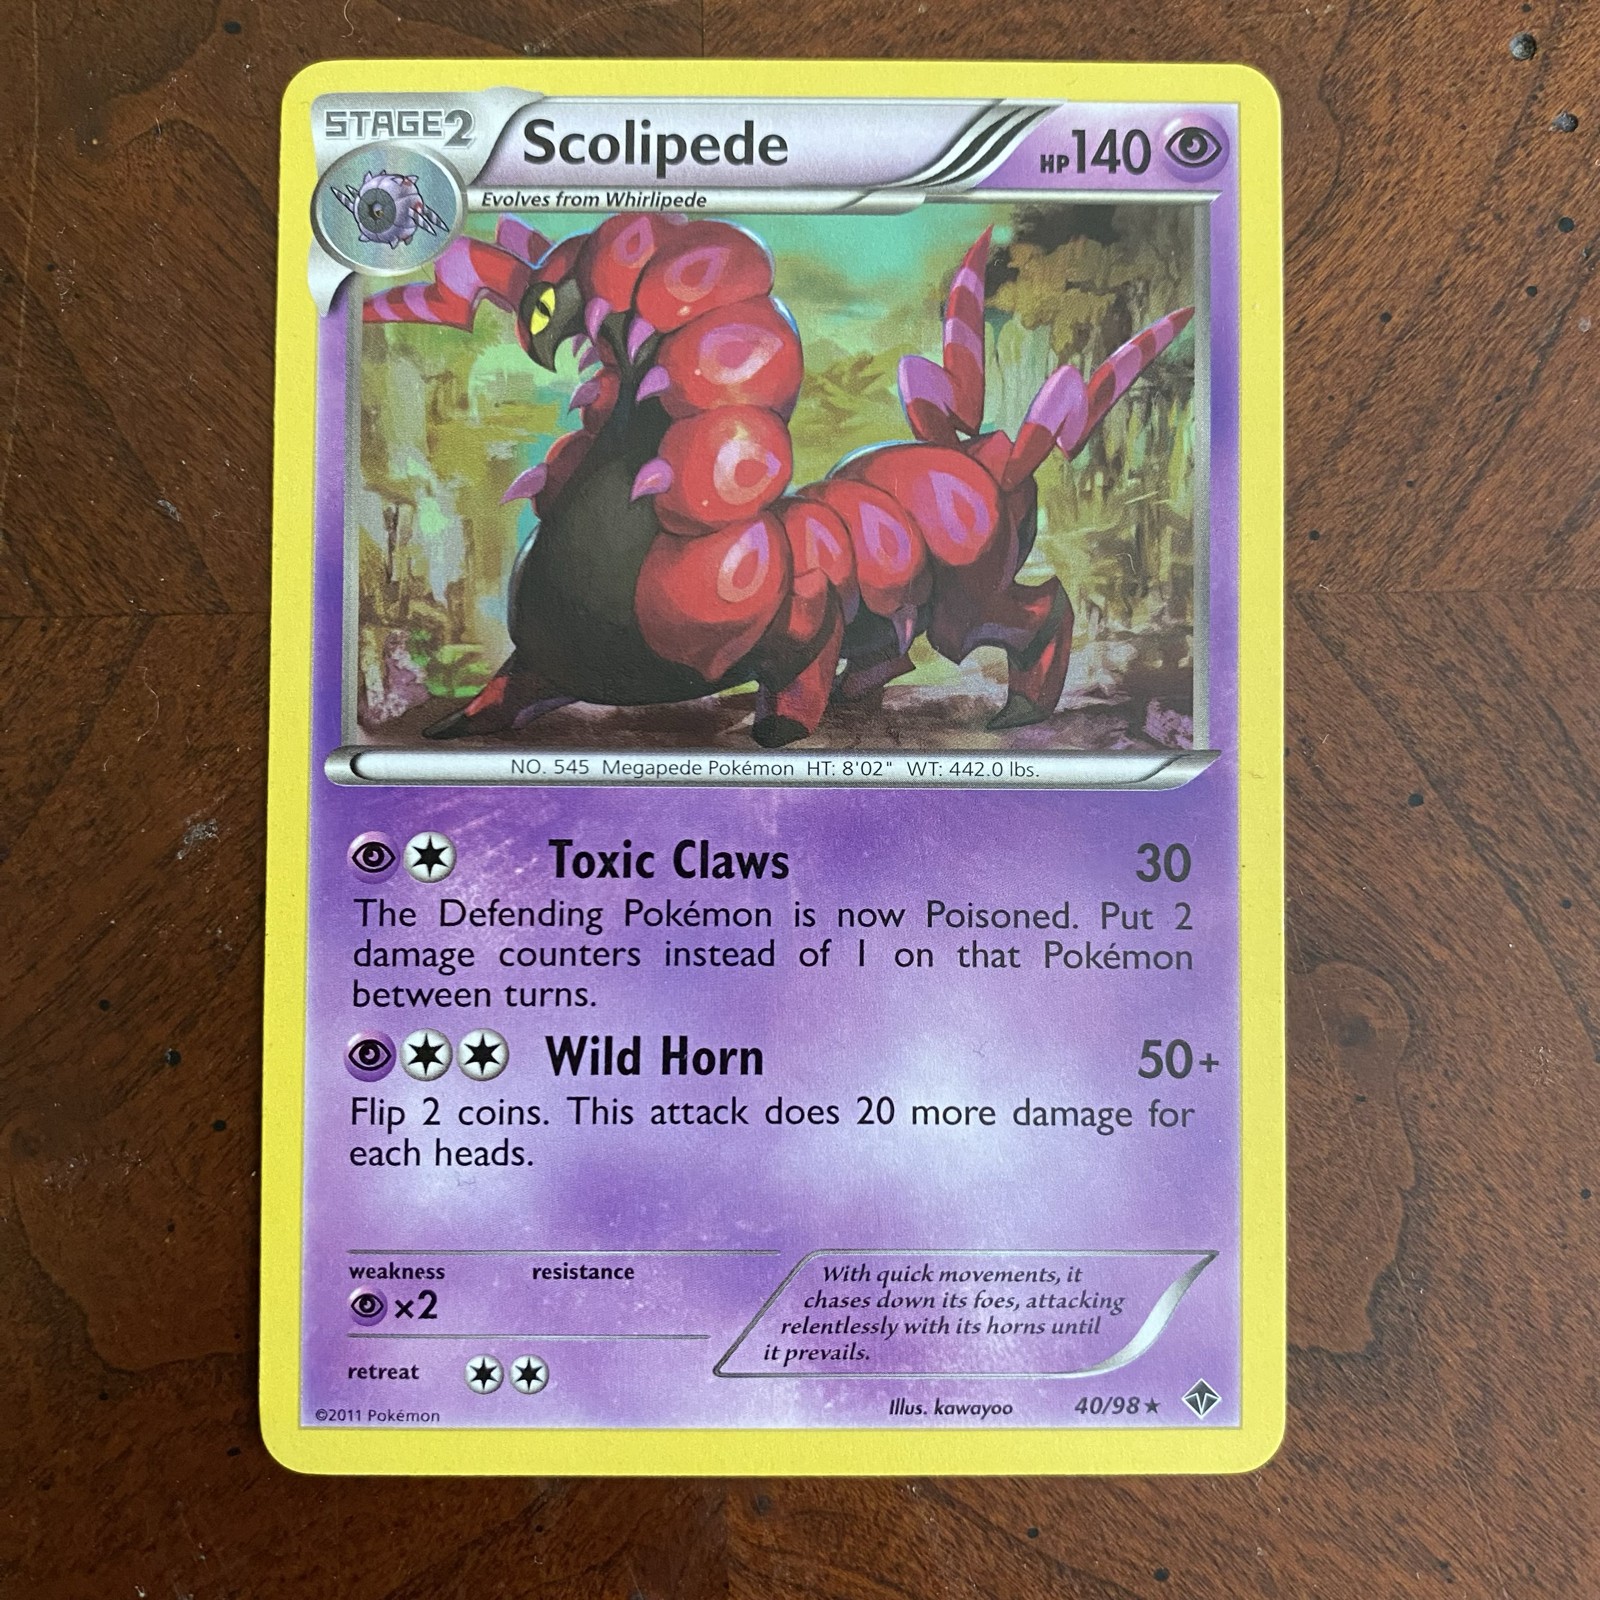 STAGE2
Scolipede
HP140
Evolves from Whirlipede
NO. 545 Megapede Pokémon HT: 8'02" WT: 442.0 lbs.
Toxic Claws 30
The Defending Pokémon is now Poisoned. Put 2
damage counters instead of 1 on that Pokémon
between turns.
Wild Horn 50+
Flip 2 coins. This attack does 20 more damage for
each heads.
weakness resistance
×2
With quick movements, it
chases down its foes, attacking
relentlessly with its horns until
it prevails.
retreat
©2011 Pokémon
Illus. kawayoo 40/98 ★